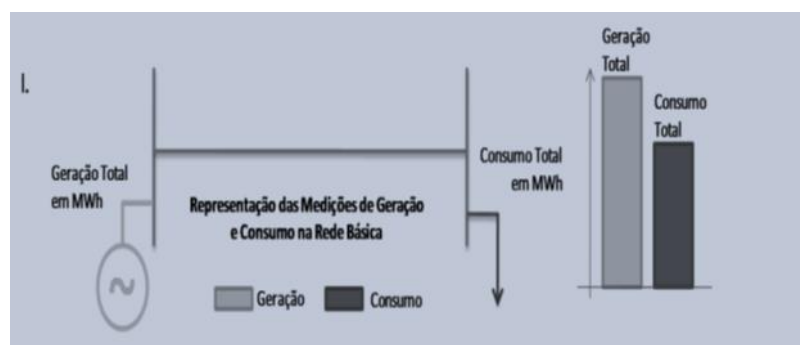 I.
Geração Total
em MWh
Representação das Medições de Geração
e Consumo na Rede Básica
Geração
Consumo
Consumo Total
em MWh
Geração
Total
Consumo
Total